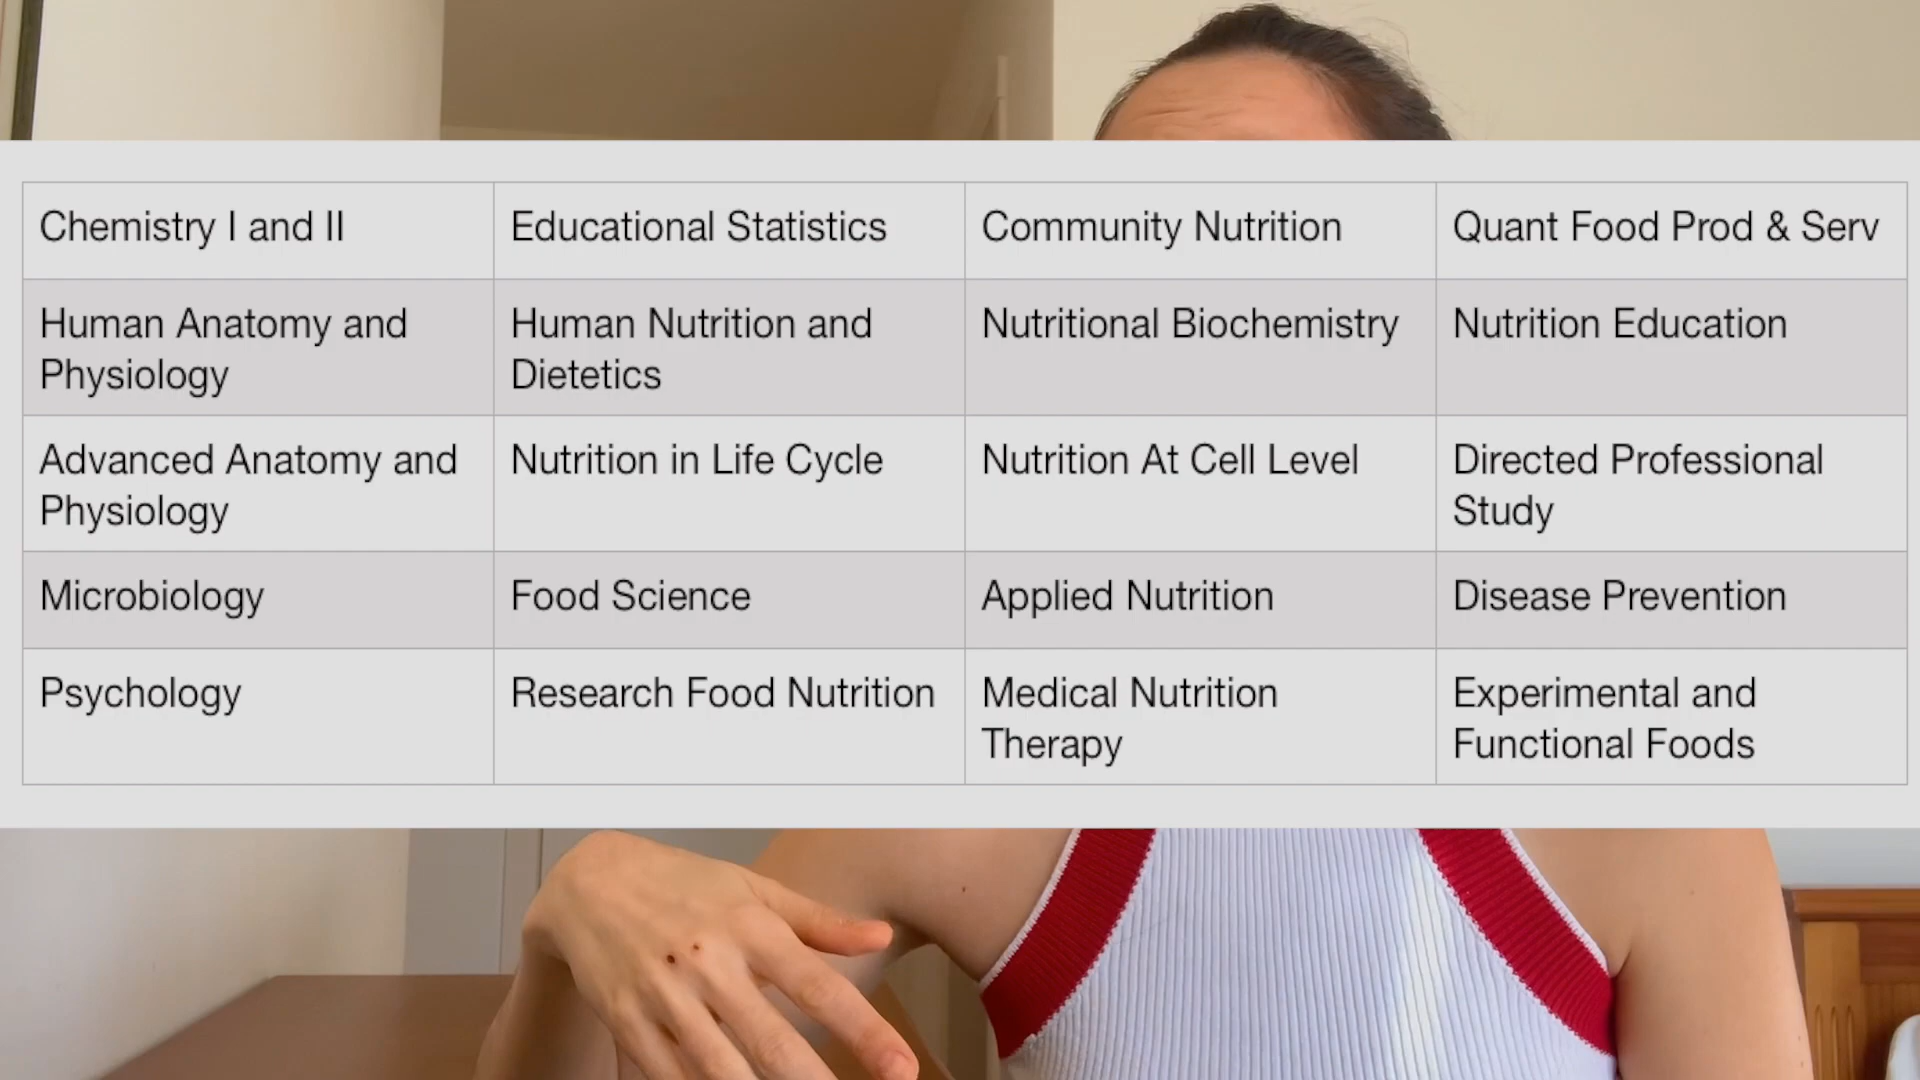 Chemistry I and II
Educational Statistics
Community Nutrition
Quant Food Prod & Serv
Human Anatomy and
Physiology
Human Nutrition and
Dietetics
Nutritional Biochemistry
Nutrition Education
Advanced Anatomy and
Physiology
Nutrition in Life Cycle
Nutrition At Cell Level
Directed Professional
Study
Microbiology
Food Science
Applied Nutrition
Disease Prevention
Psychology
Research Food Nutrition
Medical Nutrition
Therapy
Experimental and
Functional Foods